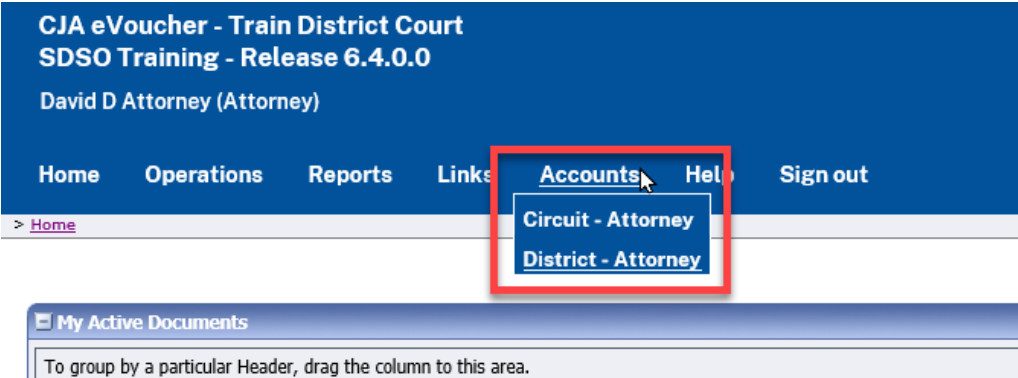 CJA eVoucher - Train District Court
SDSO Training - Release 6.4.0.0
David D Attorney (Attorney)
Home Operations Reports Links Accounts Help Sign out
> Home
Circuit - Attorney
District - Attorney
My Active Documents
To group by a particular Header, drag the column to this area.